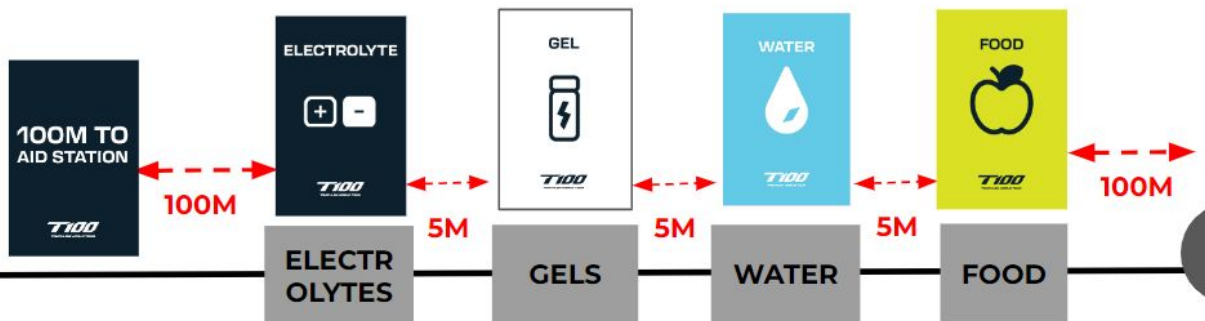 100M TO
AID STATION
T100
100M
ELECTROLYTE
+ -
T100
5M
GEL
T100
5M
WATER
T100
5M
FOOD
T100
100M
ELECTR
OLYTES
GELS
WATER
FOOD